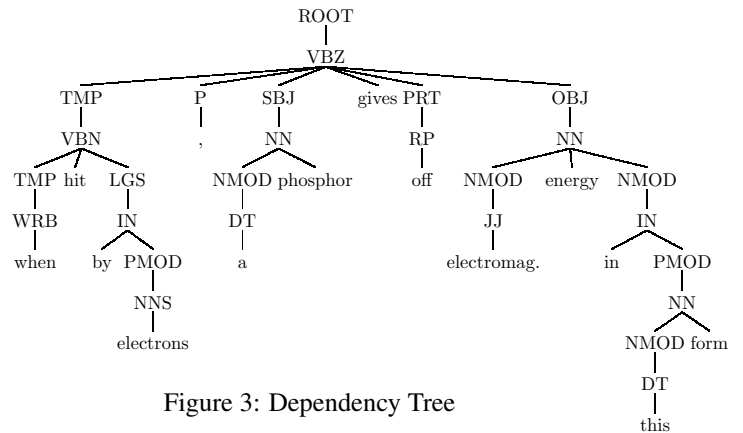 ROOT
VBZ
TMP P SBJ gives PRT OBJ
VBN , NN RP NN
TMP hit LGS NMOD phosphor off NMOD energy NMOD
WRB IN DT JJ IN
when by PMOD a electromag. in PMOD
NNS NN
electrons NMOD form
DT
this
Figure 3: Dependency Tree